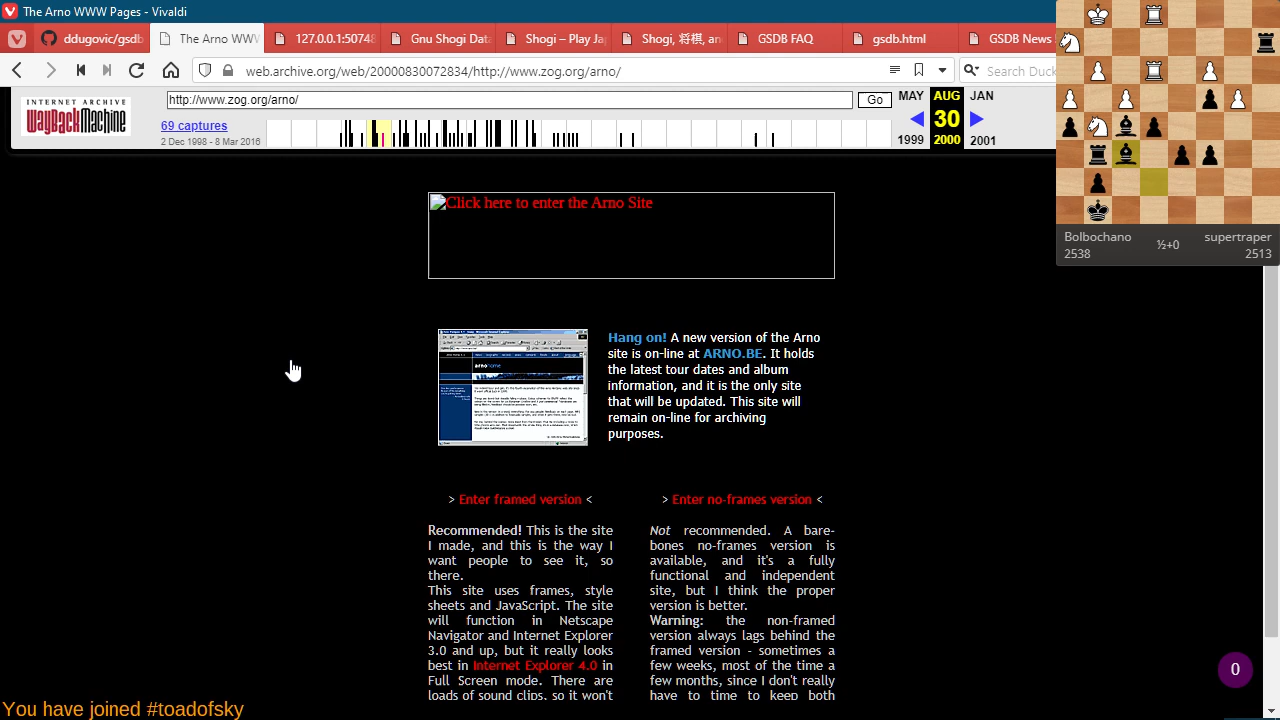 The Arno WWW Pages - Vivaldi
ddugovic/gsdb
The Arno WWW
127.0.0.1:50748
Gnu Shogi Dat
Shogi – Play Ja
Shogi, 将棋, an
GSDB FAQ
gsdb.html
GSDB News
web.archive.org/web/20000830072834/http://www.zog.org/arno/
Search Duck
INTERNET ARCHIVE
WayBackMachine
http://www.zog.org/arno/
Go
MAY
AUG
JAN
69 captures
30
2 Dec 1998 - 8 Mar 2016
1999
2000
2001
Click here to enter the Arno Site
Bolbochano
½+0
supertraper
2538
2513
Hang on! A new version of the Arno
site is on-line at ARNO.BE. It holds
the latest tour dates and album
information, and it is the only site
that will be updated. This site will
remain on-line for archiving
purposes.
> Enter framed version <
Recommended! This is the site
I made, and this is the way I
want people to see it, so
there.
This site uses frames, style
sheets and JavaScript. The site
will function in Netscape
Navigator and Internet Explorer
3.0 and up, but it really looks
best in Internet Explorer 4.0 in
Full Screen mode. There are
loads of sound clips, so it won't
> Enter no-frames version <
Not recommended. A bare-
bones no-frames version is
available, and it's a fully
functional and independent
site, but I think the proper
version is better.
Warning: the non-framed
version always lags behind the
framed version - sometimes a
few weeks, most of the time a
few months, since I don't really
have to time to keep both
0
You have joined #toadofsky